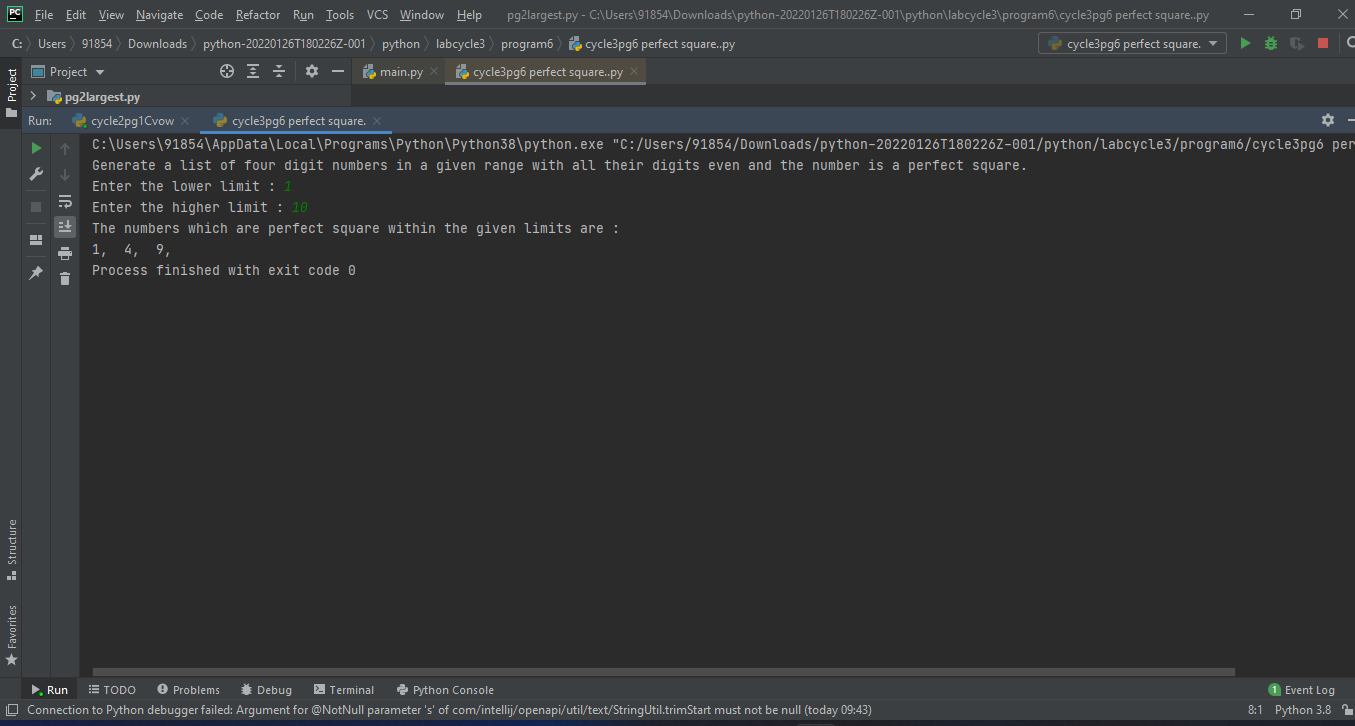 PC File Edit View Navigate Code Refactor Run Tools VCS Window Help pg2largest.py - C:\Users\91854\Downloads\python-20220126T180226Z-001\python\labcycle3\program6\cycle3pg6 perfect square..py
C: Users 91854 Downloads python-20220126T180226Z-001 python labcycle3 program6 cycle3pg6 perfect square..py cycle3pg6 perfect square.
Project main.py cycle3pg6 perfect square..py
Project
pg2largest.py
Run: cycle2pg1Cvow cycle3pg6 perfect square.
C:\Users\91854\AppData\Local\Programs\Python\Python38\python.exe "C:/Users/91854/Downloads/python-20220126T180226Z-001/python/labcycle3/program6/cycle3pg6 per
Generate a list of four digit numbers in a given range with all their digits even and the number is a perfect square.
Enter the lower limit : 1
Enter the higher limit : 10
The numbers which are perfect square within the given limits are :
1, 4, 9,
Process finished with exit code 0
Structure
Favorites
Run TODO Problems Debug Terminal Python Console 1 Event Log
Connection to Python debugger failed: Argument for @NotNull parameter 's' of com/intellij/openapi/util/text/StringUtil.trimStart must not be null (today 09:43) 8:1 Python 3.8